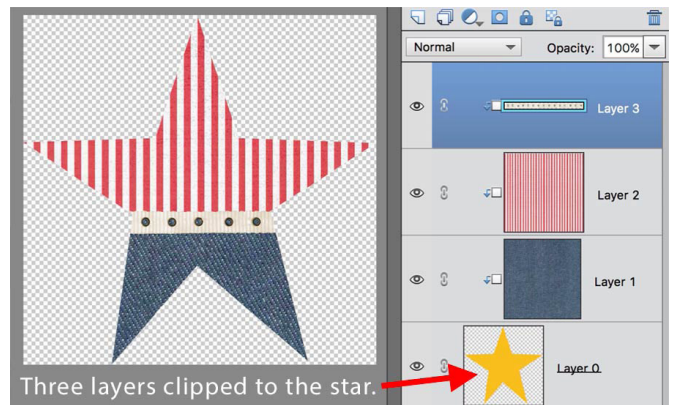 Normal Opacity: 100%
Layer 3
Layer 2
Layer 1
Layer 0
Three layers clipped to the star.